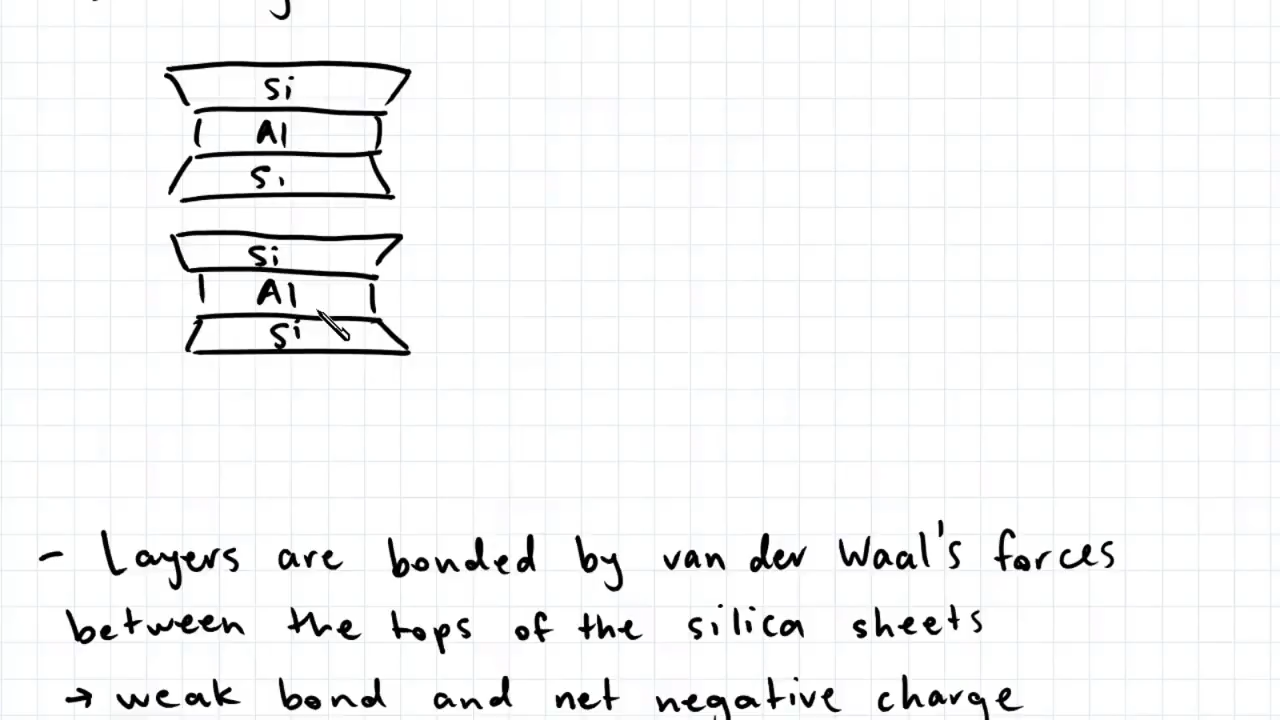 Si
Al
Si
Si
Al
Si
- Layers are bonded by van der Waal's forces
between the tops of the silica sheets
→ weak bond and net negative charge